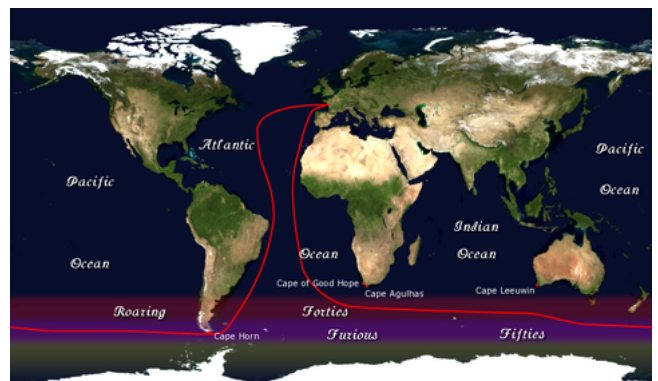 Atlantic
Pacific
Pacific
Ocean
Indian
Ocean
Ocean
Ocean
Cape of Good Hope
Cape Agulhas
Cape Leeuwin
Roaring
Forties
Cape Horn
Furious
Fifties